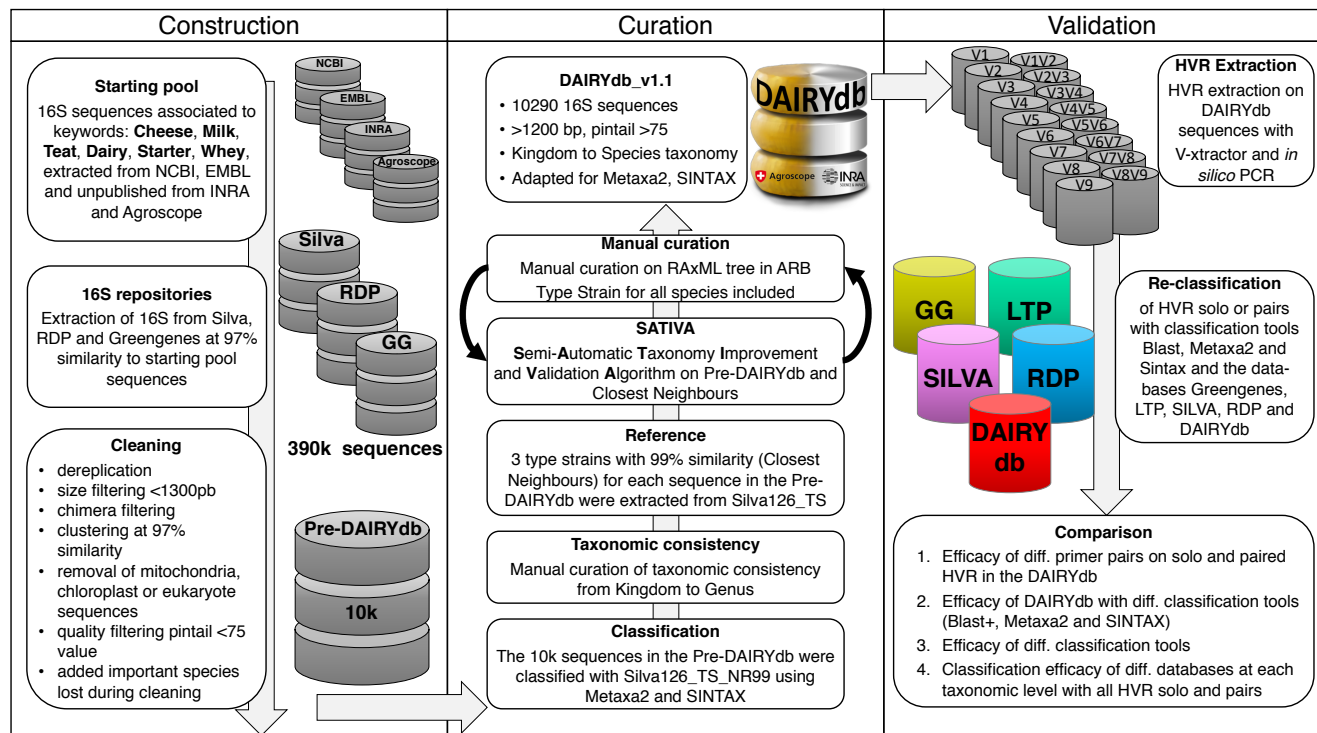 Construction
Starting pool
16S sequences associated to
keywords: Cheese, Milk,
Teat, Dairy, Starter, Whey,
extracted from NCBI, EMBL
and unpublished from INRA
and Agroscope
NCBI
EMBL
INRA
Agroscope
16S repositories
Extraction of 16S from Silva,
RDP and Greengenes at 97%
similarity to starting pool
sequences
Silva
RDP
GG
390k sequences
Cleaning
• dereplication
• size filtering <1300pb
• chimera filtering
• clustering at 97%
similarity
• removal of mitochondria,
chloroplast or eukaryote
sequences
• quality filtering pintail <75
value
• added important species
lost during cleaning
Pre-DAIRYdb
10k
Curation
DAIRYdb_v1.1
• 10290 16S sequences
• >1200 bp, pintail >75
• Kingdom to Species taxonomy
• Adapted for Metaxa2, SINTAX
DAIRYdb
Agroscope
INRA
SCIENCE & IMPACT
Manual curation
Manual curation on RAxML tree in ARB
Type Strain for all species included
SATIVA
Semi-Automatic Taxonomy Improvement
and Validation Algorithm on Pre-DAIRYdb and
Closest Neighbours
Reference
3 type strains with 99% similarity (Closest
Neighbours) for each sequence in the Pre-
DAIRYdb were extracted from Silva126_TS
Taxonomic consistency
Manual curation of taxonomic consistency
from Kingdom to Genus
Classification
The 10k sequences in the Pre-DAIRYdb were
classified with Silva126_TS_NR99 using
Metaxa2 and SINTAX
Validation
V1
V2
V3
V4
V5
V6
V7
V8
V9
V1V2
V2V3
V3V4
V4V5
V5V6
V6V7
V7V8
V8V9
HVR Extraction
HVR extraction on
DAIRYdb
sequences with
V-xtractor and in
silico PCR
GG
LTP
SILVA
RDP
DAIRY
db
Re-classification
of HVR solo or pairs
with classification tools
Blast, Metaxa2 and
Sintax and the data-
bases Greengenes,
LTP, SILVA, RDP and
DAIRYdb
Comparison
1. Efficacy of diff. primer pairs on solo and paired
HVR in the DAIRYdb
2. Efficacy of DAIRYdb with diff. classification tools
(Blast+, Metaxa2 and SINTAX)
3. Efficacy of diff. classification tools
4. Classification efficacy of diff. databases at each
taxonomic level with all HVR solo and pairs